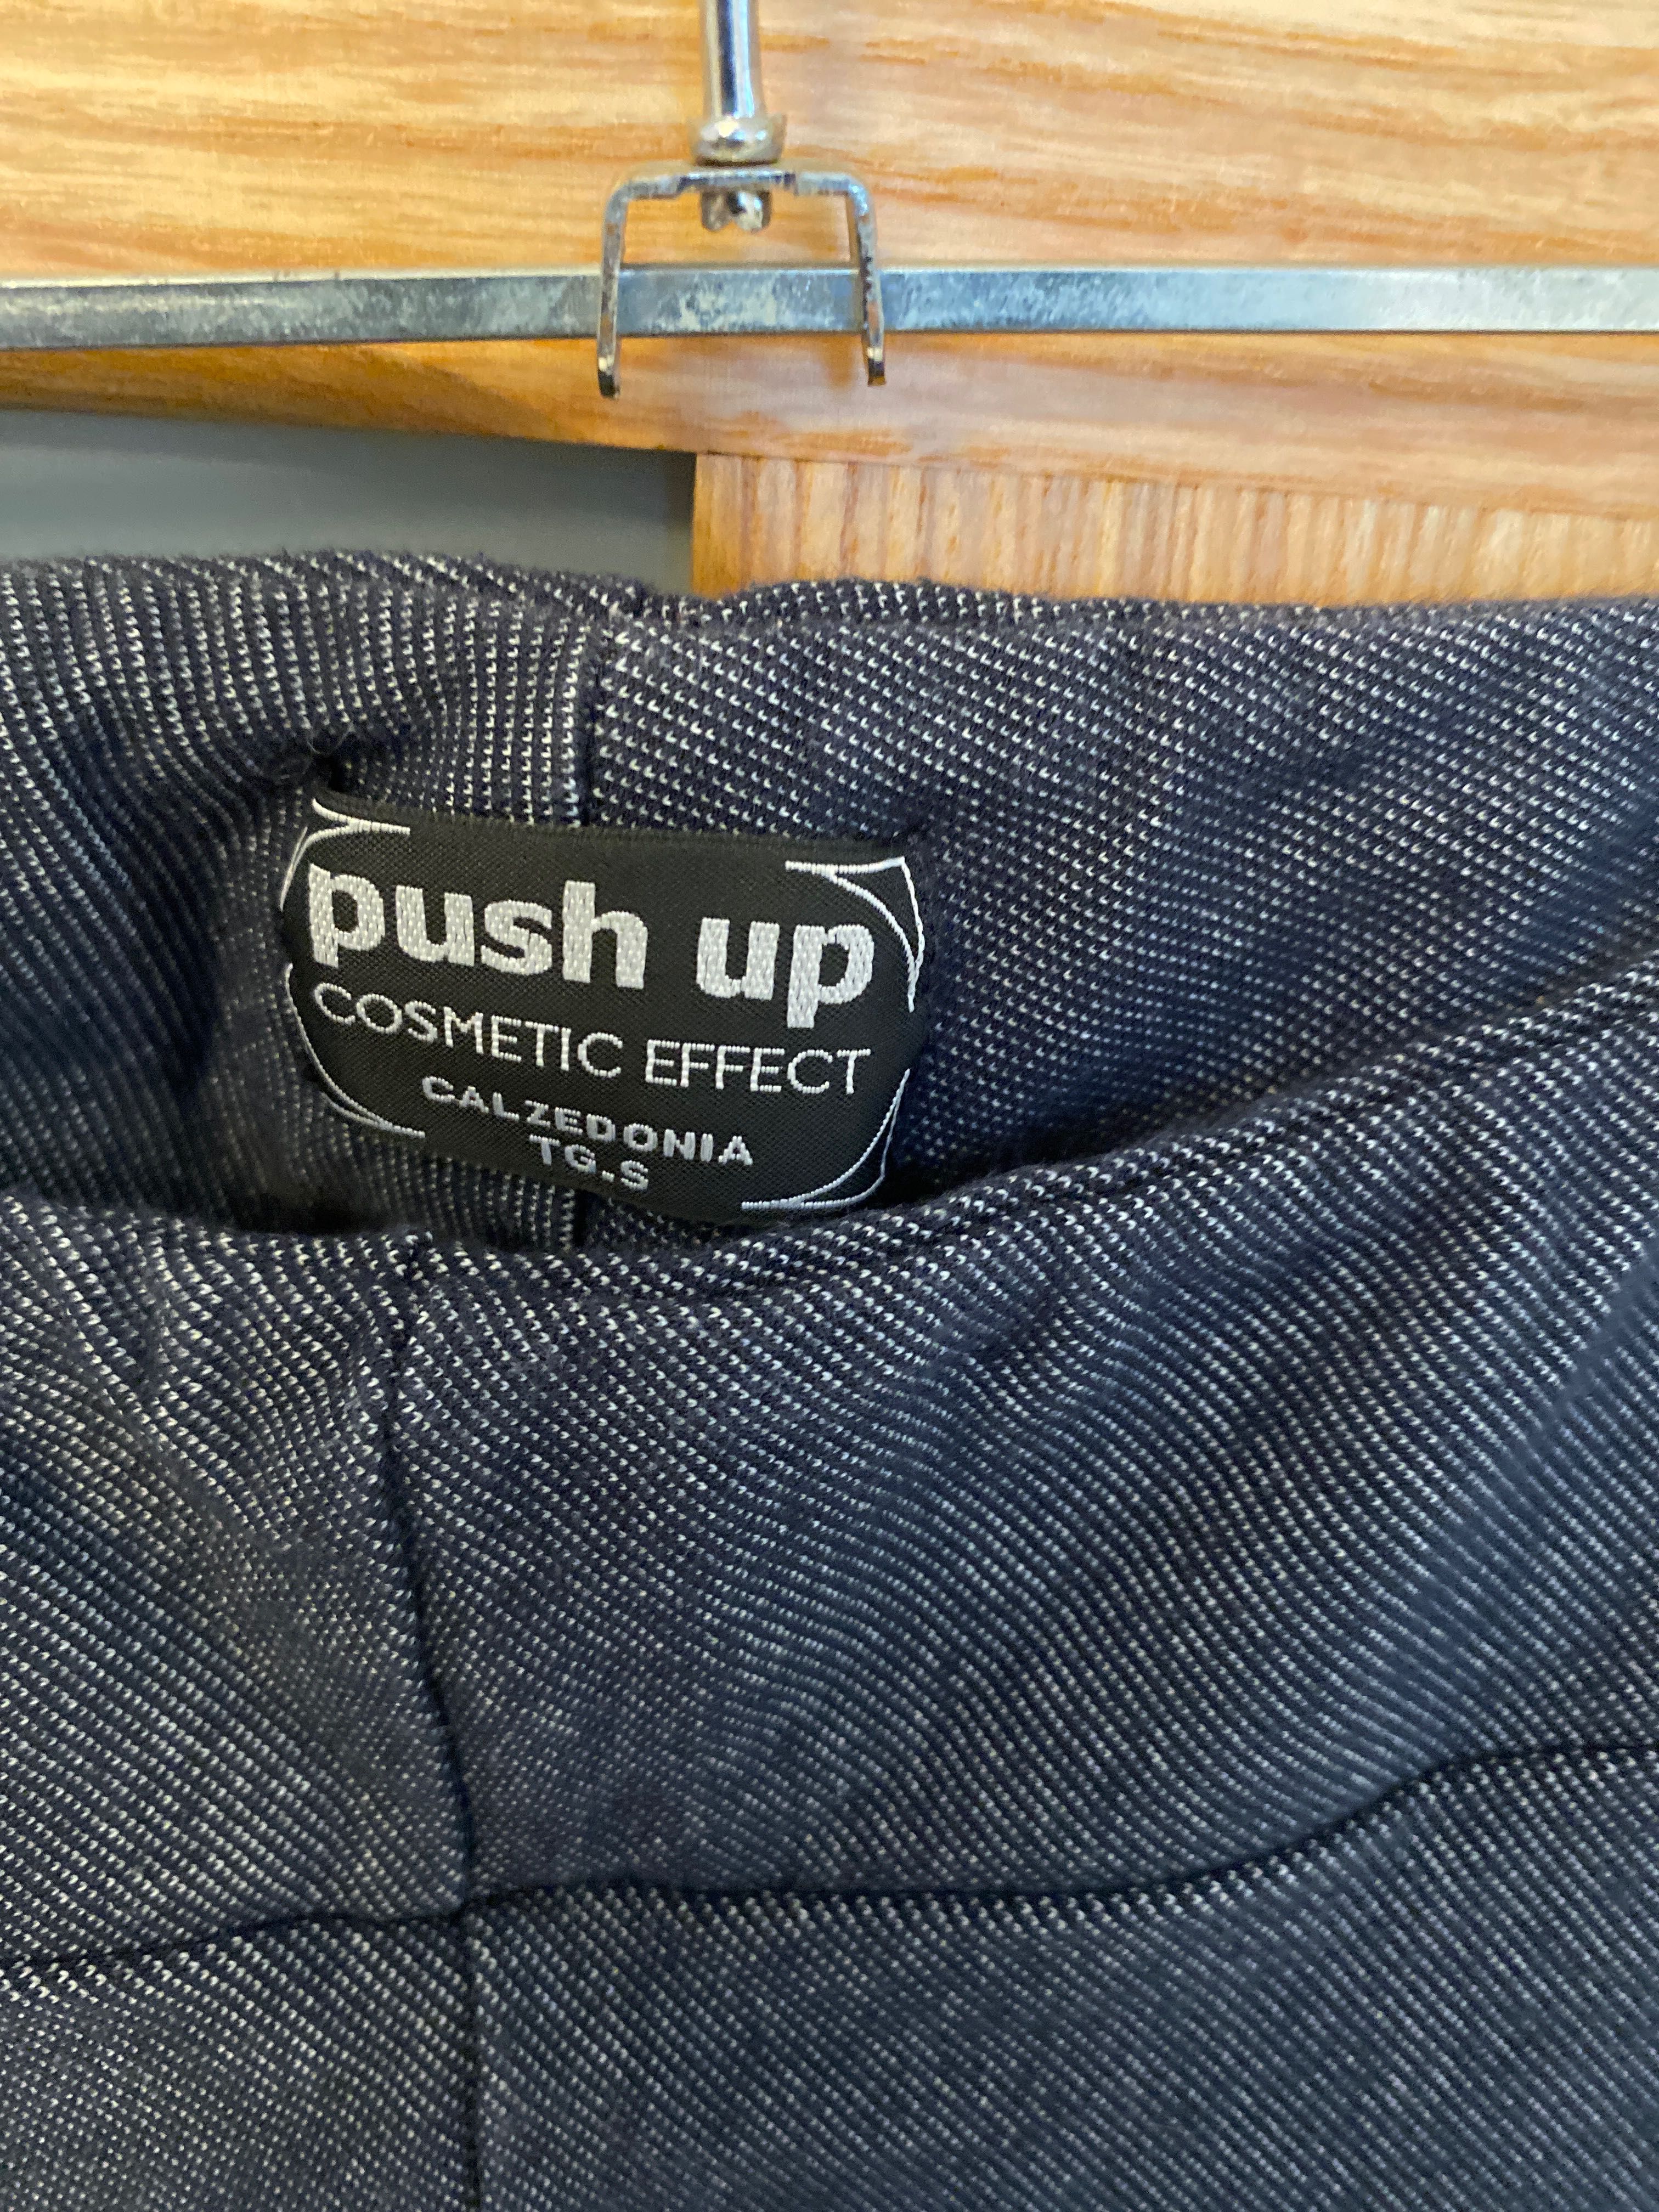 push up
COSMETIC EFFECT
CALZEDONIA
TG.S